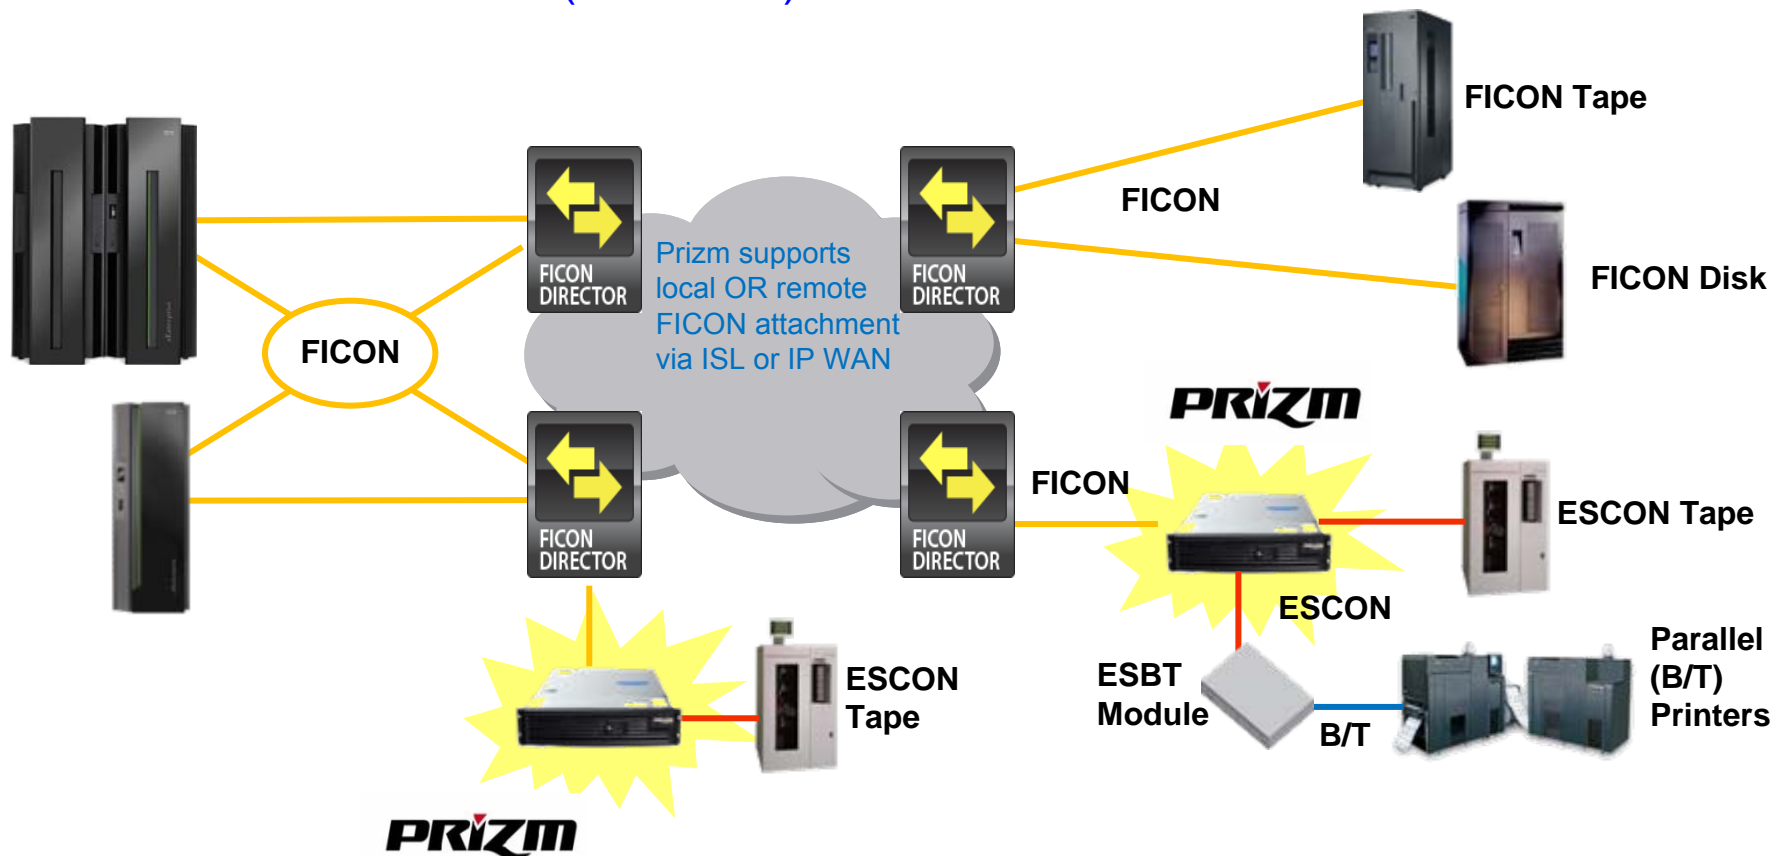 FICON Tape
FICON
FICON Disk
FICON
DIRECTOR
FICON
DIRECTOR
Prizm supports
local OR remote
FICON attachment
via ISL or IP WAN
FICON
PRIZM
FICON
DIRECTOR
FICON
DIRECTOR
FICON
ESCON Tape
ESCON
ESCON
Tape
ESBT
Module
B/T
Parallel
(B/T)
Printers
PRIZM